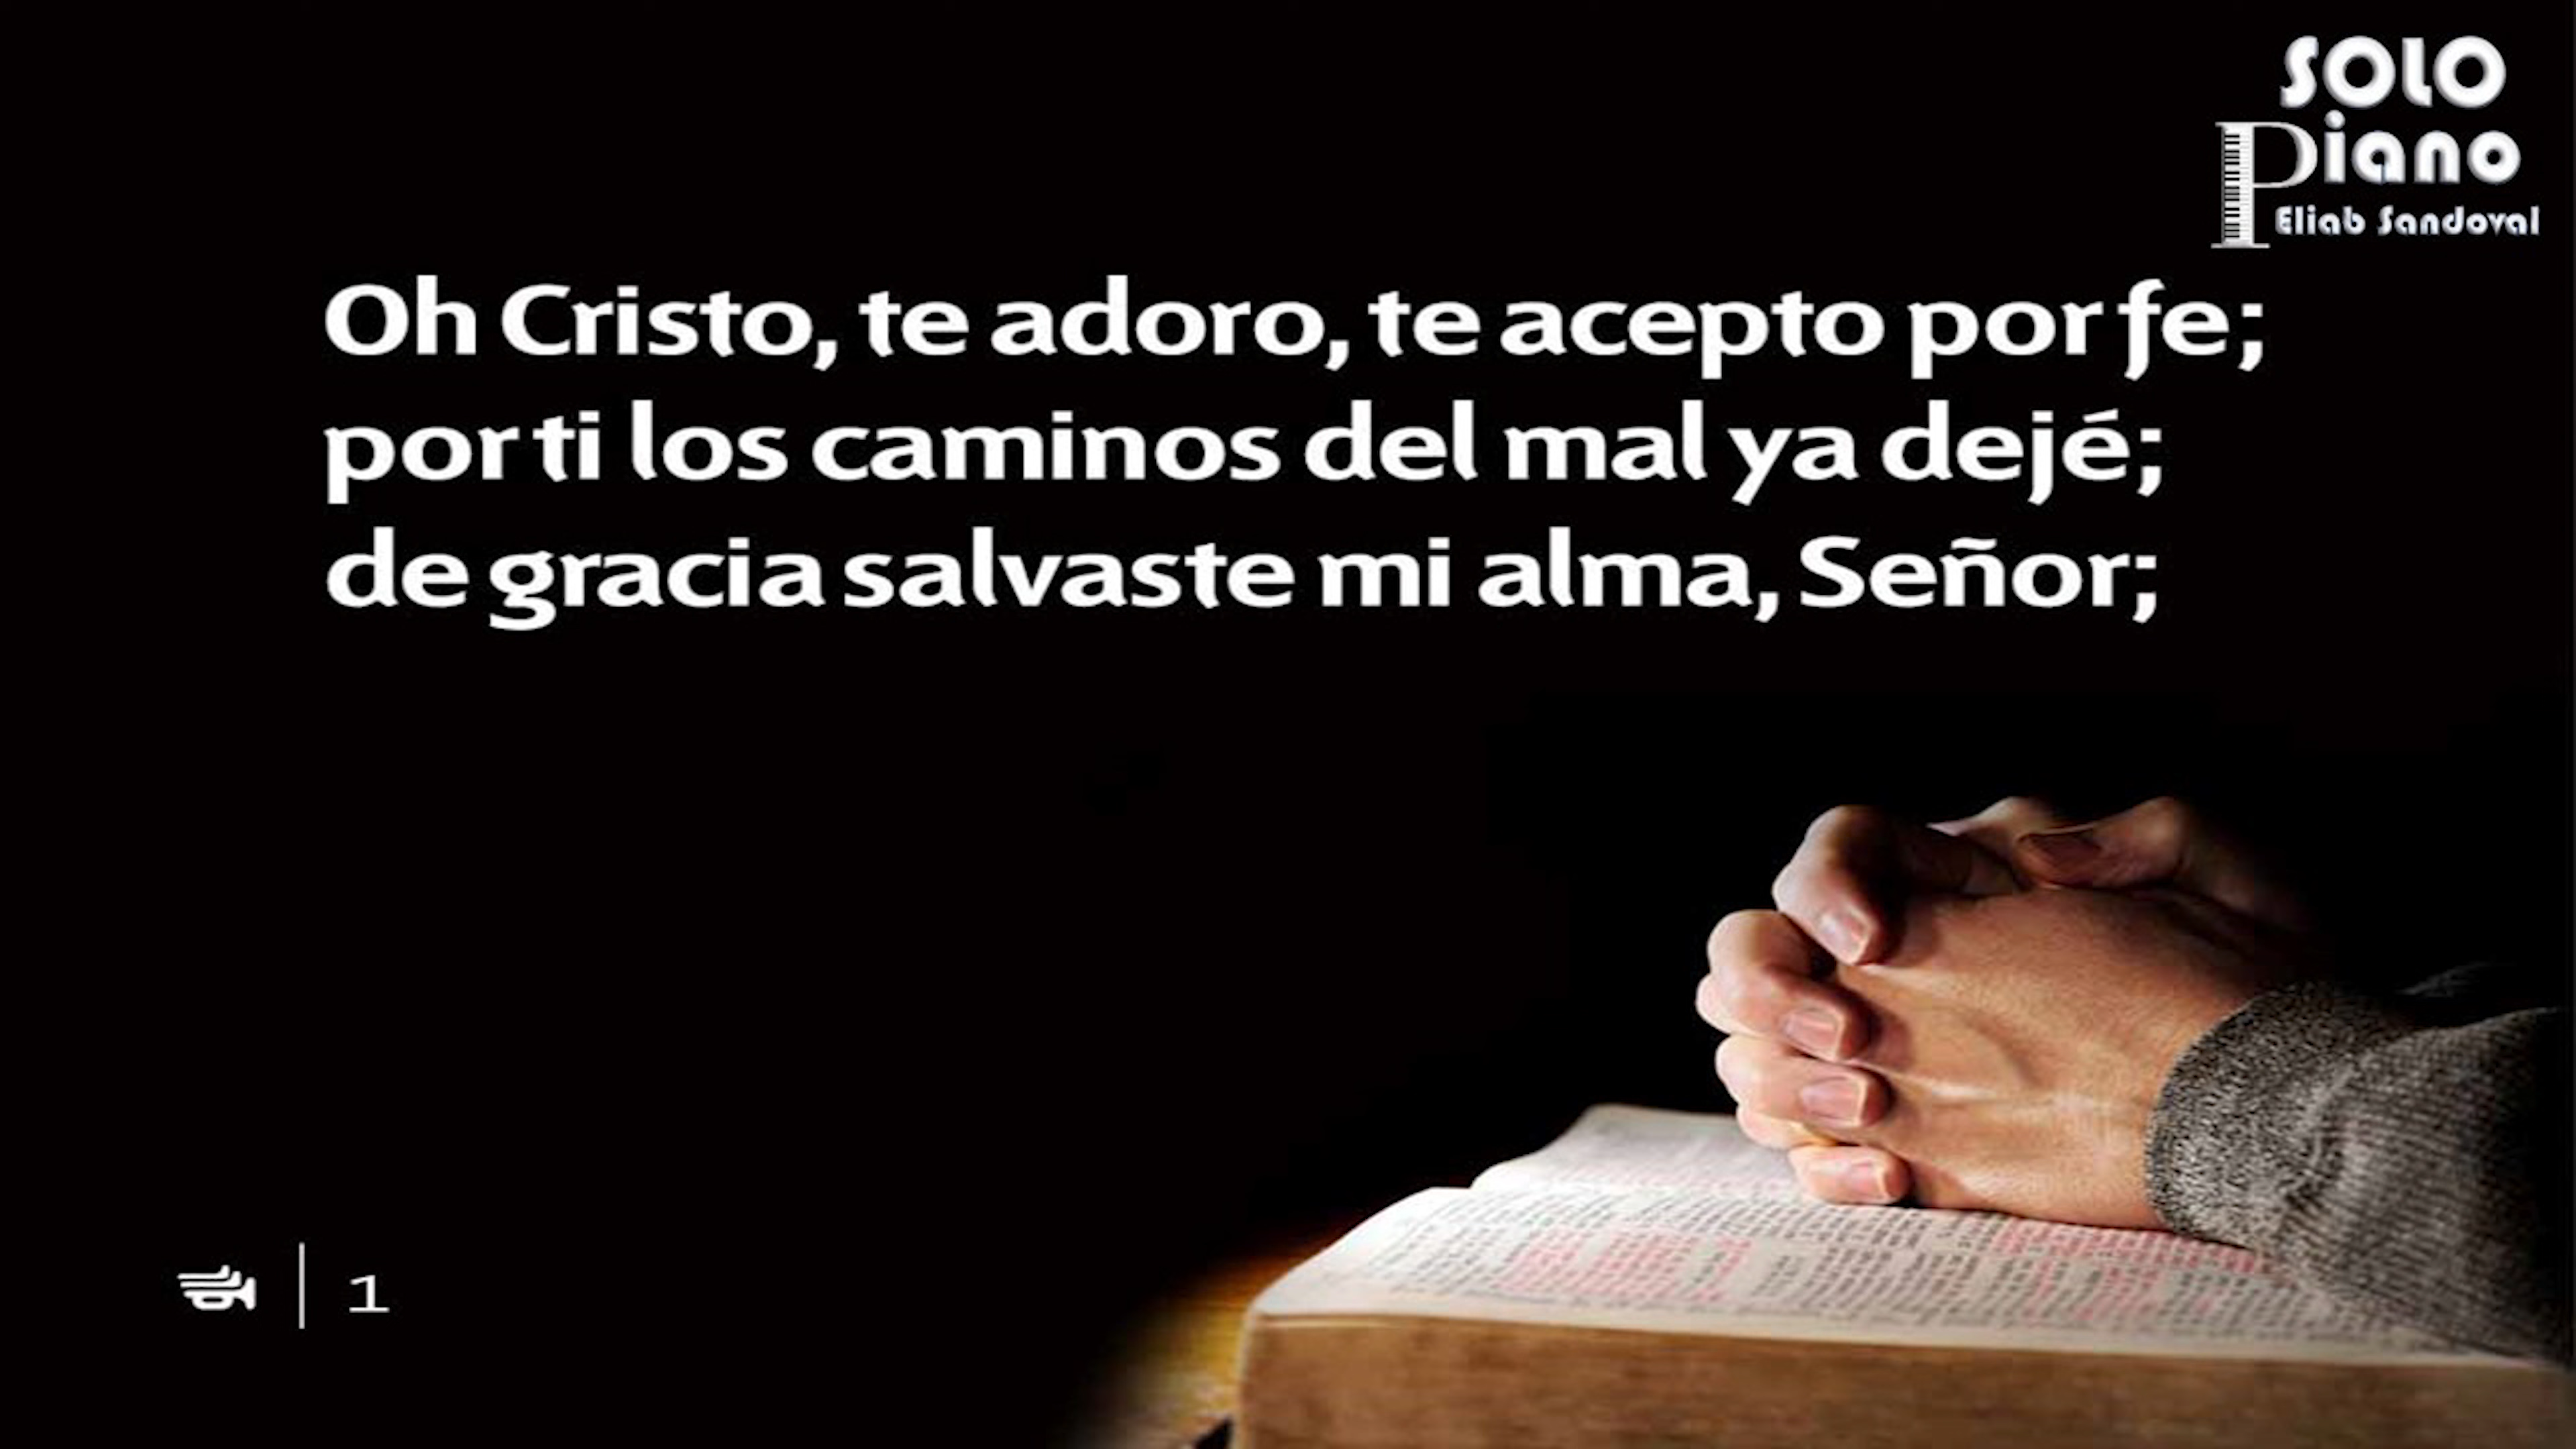 SOLO
Piano
Eliab Sandoval
Oh Cristo, te adoro, te acepto por fe;
por ti los caminos del mal ya dejé;
de gracia salvaste mi alma, Señor;
1